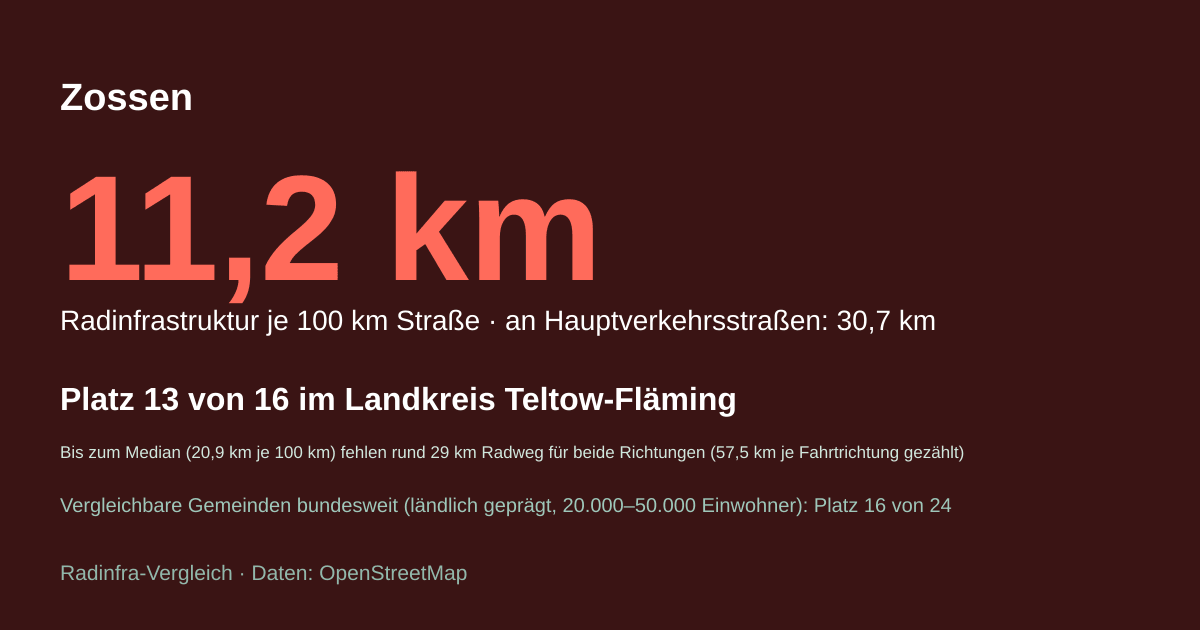 Zossen
11,2 km
Radinfrastruktur je 100 km Straße · an Hauptverkehrsstraßen: 30,7 km
Platz 13 von 16 im Landkreis Teltow-Fläming
Bis zum Median (20,9 km je 100 km) fehlen rund 29 km Radweg für beide Richtungen (57,5 km je Fahrtrichtung gezählt)
Vergleichbare Gemeinden bundesweit (ländlich geprägt, 20.000–50.000 Einwohner): Platz 16 von 24
Radinfra-Vergleich · Daten: OpenStreetMap